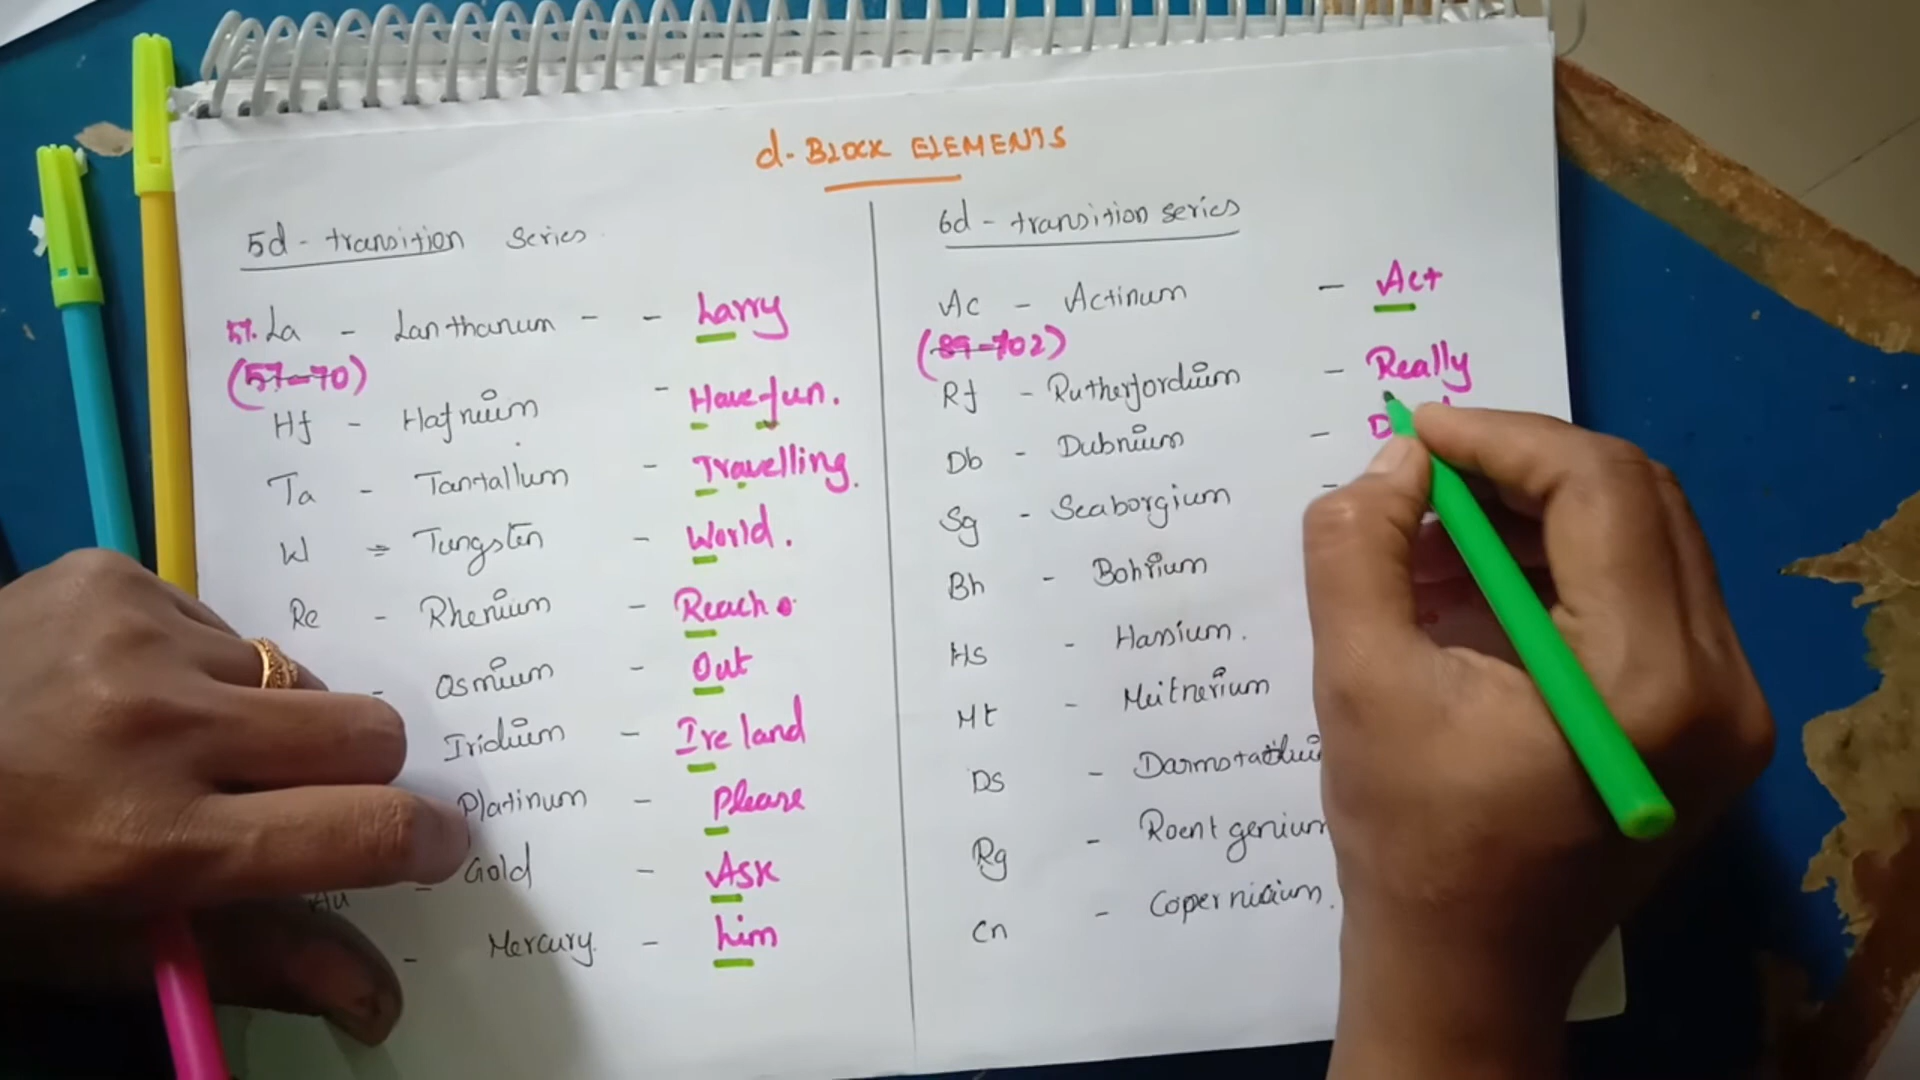 d-BLOCK ELEMENTS
5d - transition series
57. La - Lanthanum - - Larry
(57-70)
Hf - Hafnium - Have fun.
Ta - Tantallum - Travelling.
W = Tungsten - World.
Re - Rhenium - Reach
- Osmium - Out
Iridium - Ireland
Platinum - Please
Au - Gold - Ask
- Mercury. - him
6d - transition series
Ac - Actinum - Act
(89-102)
Rf - Rutherfordium - Really
Db - Dubnium -
Sg - Seaborgium -
Bh - Bohrium
Hs - Hassium.
Mt - Meitnerium
Ds -
Rg - Roentgenium
Cn - Copernicium.